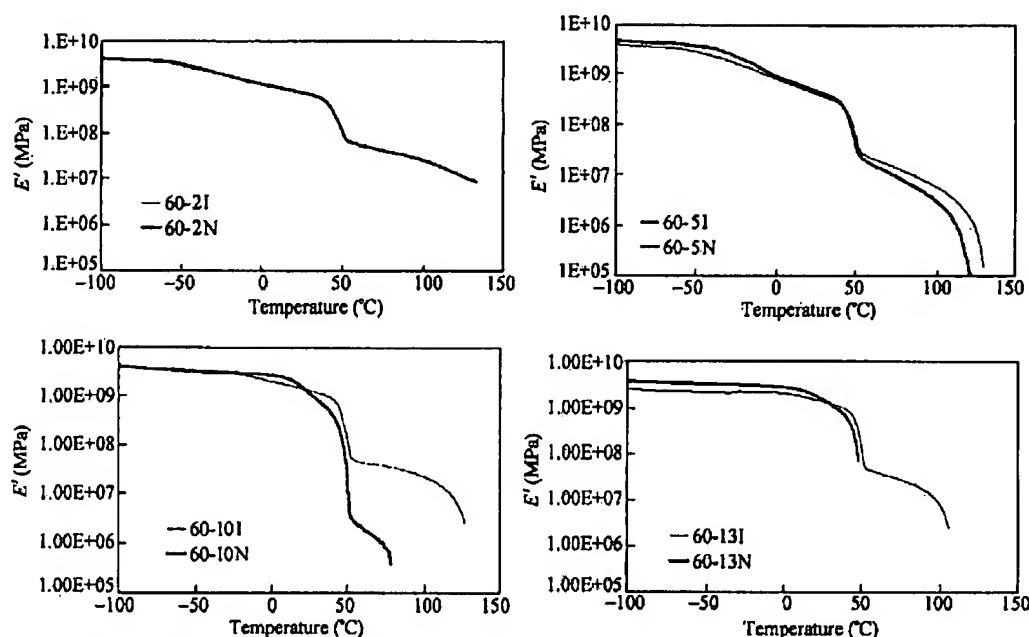 1.E+10
1.E+09
1.E+08
1.E+07
1.E+06
1.E+05
E' (MPa)
60-2I
60-2N
-100 -50 0 50 100 150
Temperature (°C)
1E+10
1E+09
1E+08
1E+07
1E+06
1E+05
E' (MPa)
60-5I
60-5N
-100 -50 0 50 100 150
Temperature (°C)
1.00E+10
1.00E+09
1.00E+08
1.00E+07
1.00E+06
1.00E+05
E' (MPa)
60-10I
60-10N
-100 -50 0 50 100 150
Temperature (°C)
1.00E+10
1.00E+09
1.00E+08
1.00E+07
1.00E+06
1.00E+05
E' (MPa)
60-13I
60-13N
-100 -50 0 50 100 150
Temperature (°C)